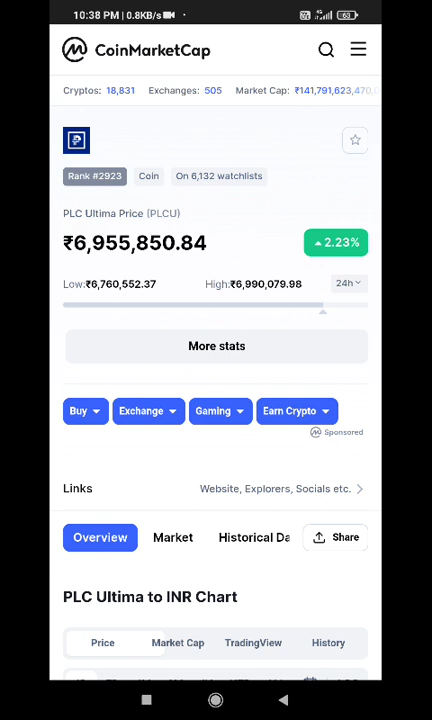 10:38 PM | 0.8KB/s
63
CoinMarketCap
Cryptos: 18,831 Exchanges: 505 Market Cap: ₹141,791,623,470,0
Rank #2923 Coin On 6,132 watchlists
PLC Ultima Price (PLCU)
₹6,955,850.84
2.23%
Low:₹6,760,552.37 High:₹6,990,079.98 24h
More stats
Buy Exchange Gaming Earn Crypto
Sponsored
Links Website, Explorers, Socials etc.
Overview Market Historical Da Share
PLC Ultima to INR Chart
Price Market Cap TradingView History